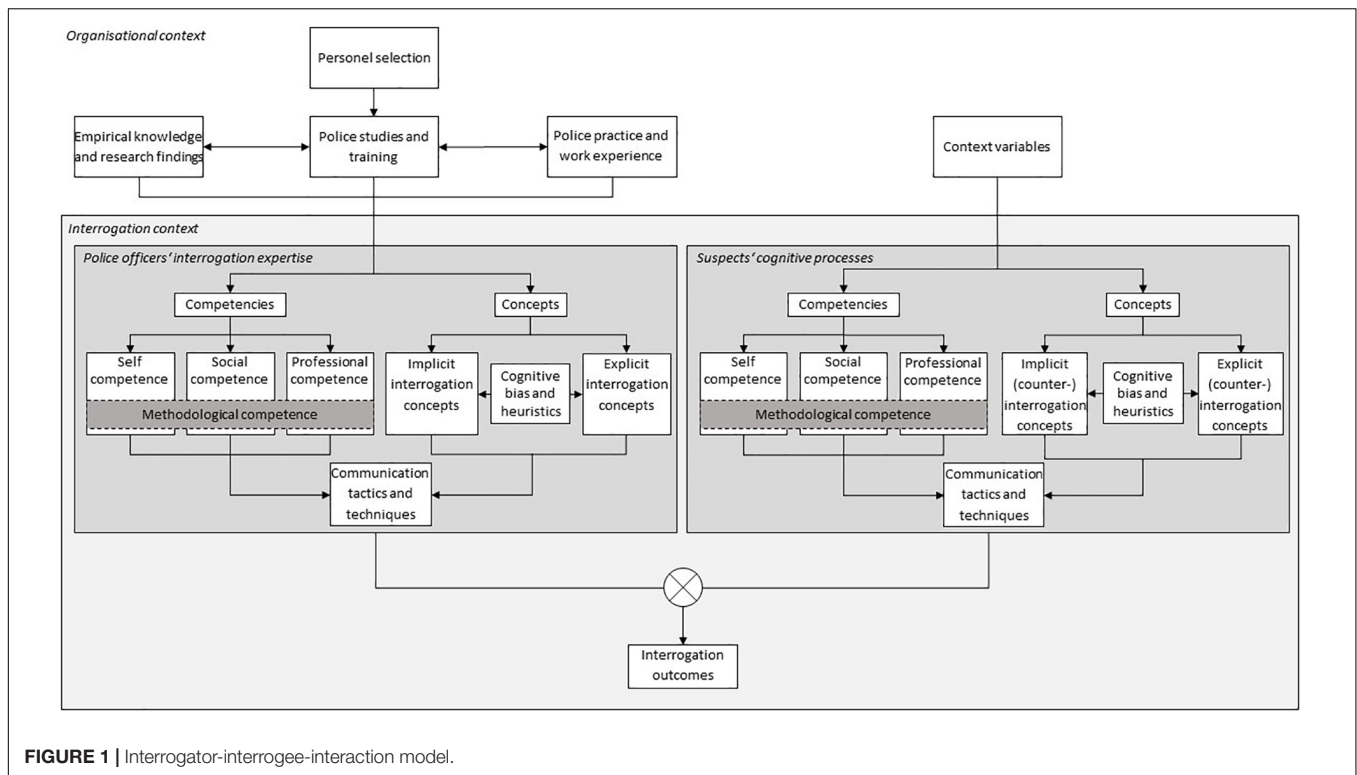 Organisational context
Personel selection
Empirical knowledge
and research findings
Police studies and
training
Police practice and
work experience
Context variables
Interrogation context
Police officers‘ interrogation expertise
Competencies
Concepts
Self
competence
Social
competence
Professional
competence
Methodological competence
Implicit
interrogation
concepts
Cognitive
bias and
heuristics
Explicit
interrogation
concepts
Communication
tactics and
techniques
Suspects‘ cognitive processes
Competencies
Concepts
Self
competence
Social
competence
Professional
competence
Methodological competence
Implicit
(counter-)
interrogation
concepts
Cognitive
bias and
heuristics
Explicit
(counter-)
interrogation
concepts
Communication
tactics and
techniques
Interrogation
outcomes
FIGURE 1 | Interrogator-interrogee-interaction model.